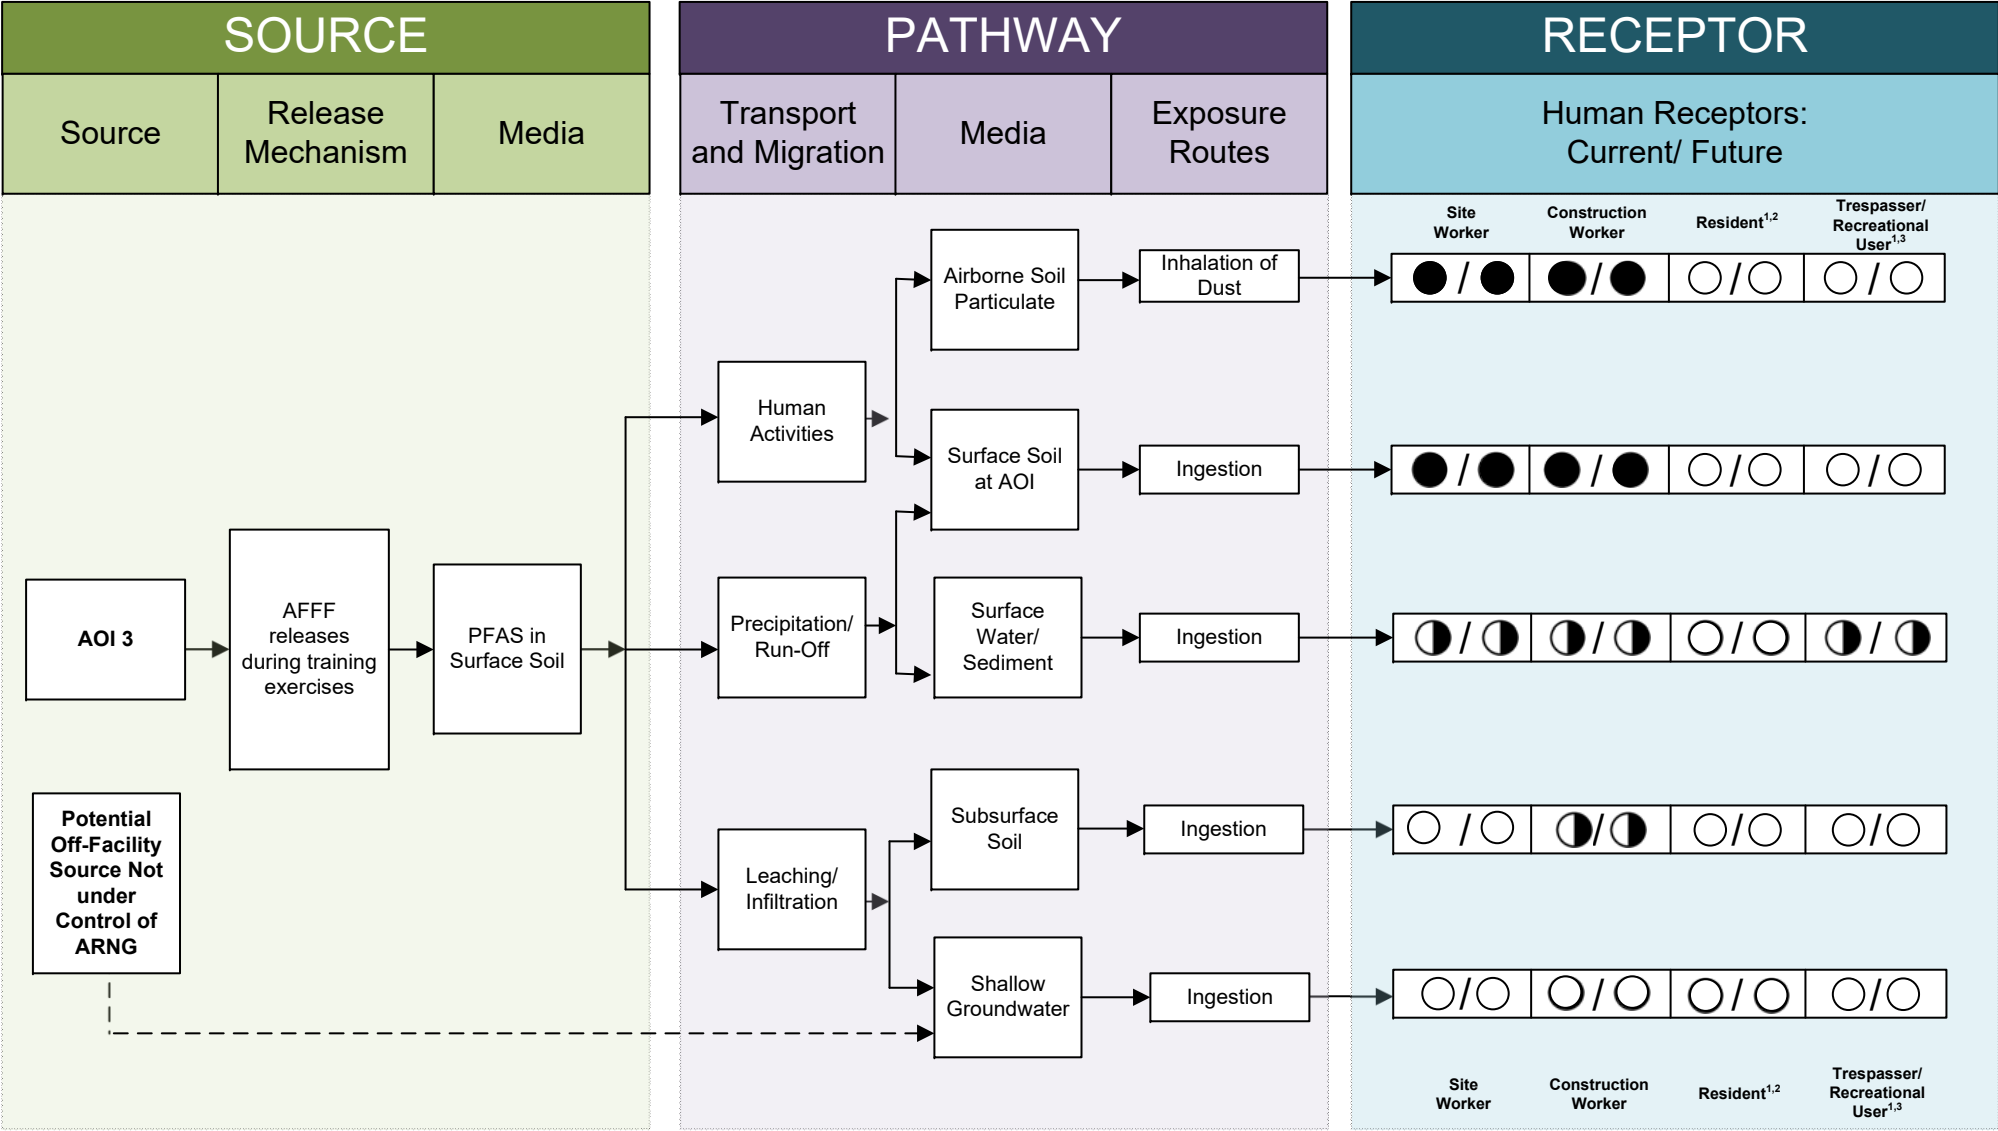 SOURCE
PATHWAY
RECEPTOR
Source
Release
Mechanism
Media
Transport
and Migration
Media
Exposure
Routes
Human Receptors:
Current/ Future
Site
Worker
Construction
Worker
Resident1,2
Trespasser/
Recreational
User1,3
Airborne Soil
Particulate
Inhalation of
Dust
/
/
/
/
Human
Activities
Surface Soil
at AOI
Ingestion
/
/
/
/
AOI 3
AFFF
releases
during training
exercises
PFAS in
Surface Soil
Precipitation/
Run-Off
Surface
Water/
Sediment
Ingestion
/
/
/
/
Potential
Off-Facility
Source Not
under
Control of
ARNG
Leaching/
Infiltration
Subsurface
Soil
Ingestion
/
/
/
/
Shallow
Groundwater
Ingestion
/
/
/
/
Site
Worker
Construction
Worker
Resident1,2
Trespasser/
Recreational
User1,3